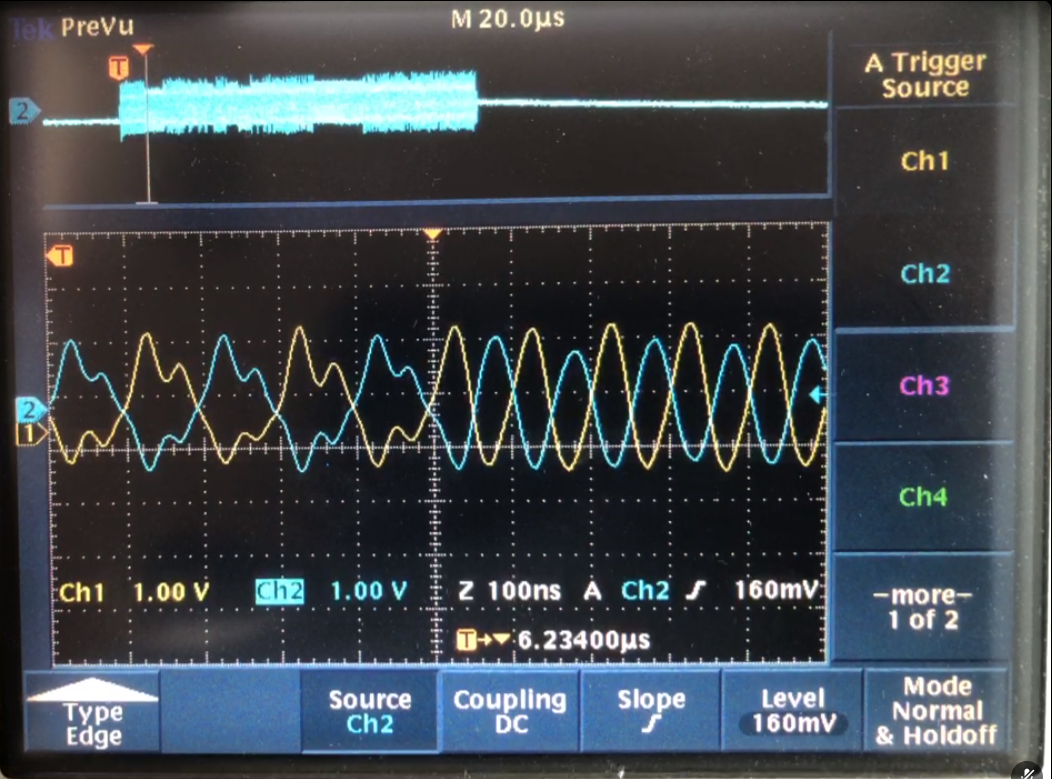 Tek PreVu M 20.0µs
T
2
A Trigger
Source
Ch1
Ch2
T
Ch3
2
1
Ch4
Ch1 1.00 V Ch2 1.00 V Z 100ns A Ch2 160mV
T 6.23400µs
-more-
1 of 2
Type
Edge
Source
Ch2
Coupling
DC
Slope
Level
160mV
Mode
Normal
& Holdoff